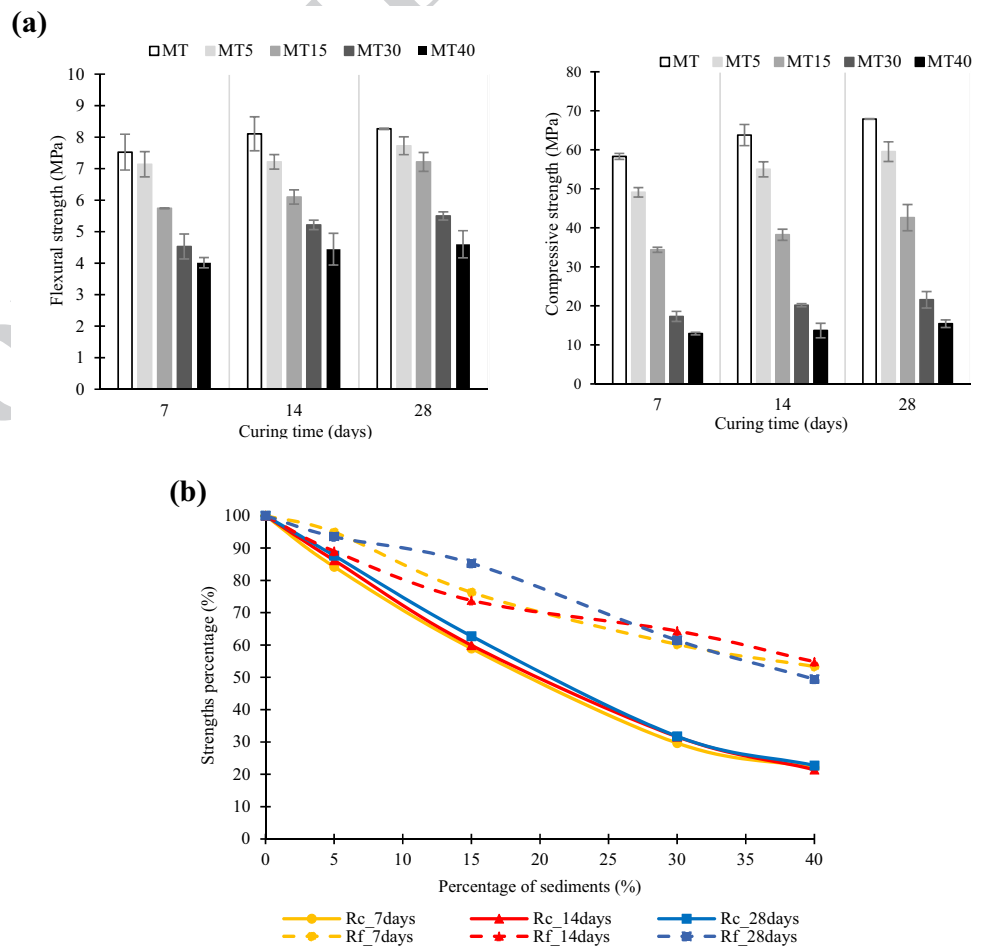 (a)
MT MT5 MT15 MT30 MT40
10
9
8
7
6
5
4
3
2
1
0
Flexural strength (MPa)
7 14 28
Curing time (days)
MT MT5 MT15 MT30 MT40
80
70
60
50
40
30
20
10
0
Compressive strength (MPa)
7 14 28
Curing time (days)
(b)
100
90
80
70
60
50
40
30
20
10
0
Strengths percentage (%)
0 5 10 15 20 25 30 35 40
Percentage of sediments (%)
Rc_7days Rc_14days Rc_28days
Rf_7days Rf_14days Rf_28days